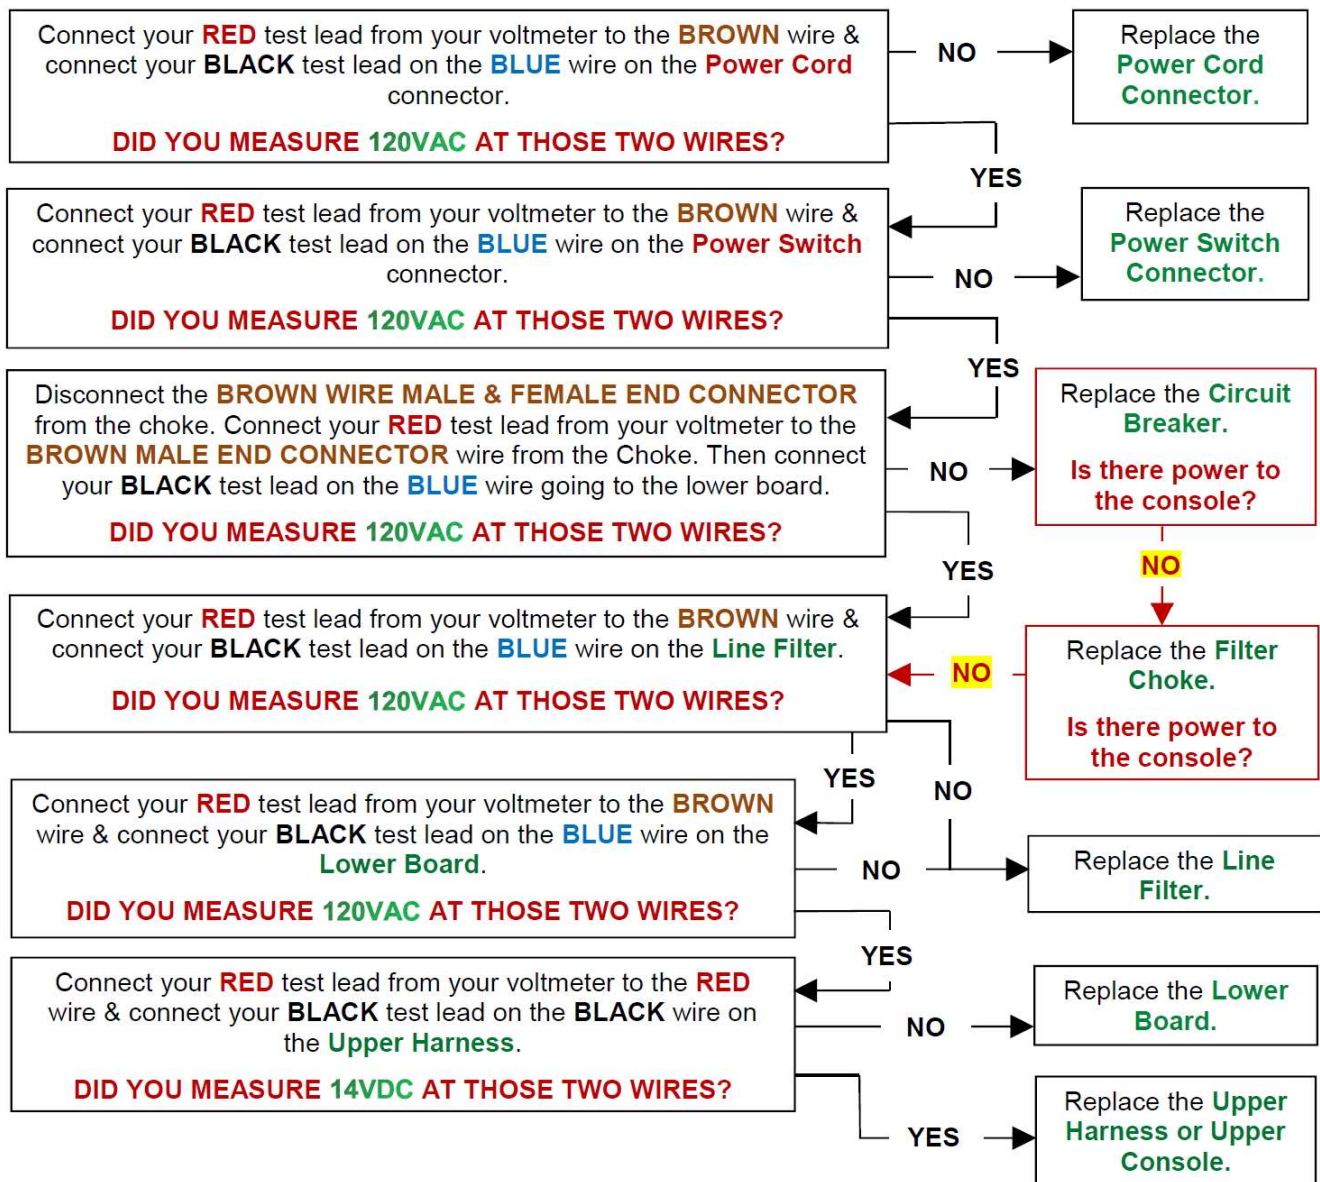 Connect your RED test lead from your voltmeter to the BROWN wire &
connect your BLACK test lead on the BLUE wire on the Power Cord
connector.
DID YOU MEASURE 120VAC AT THOSE TWO WIRES?
NO
Replace the
Power Cord
Connector.
YES
Connect your RED test lead from your voltmeter to the BROWN wire &
connect your BLACK test lead on the BLUE wire on the Power Switch
connector.
DID YOU MEASURE 120VAC AT THOSE TWO WIRES?
NO
Replace the
Power Switch
Connector.
YES
Disconnect the BROWN WIRE MALE & FEMALE END CONNECTOR
from the choke. Connect your RED test lead from your voltmeter to the
BROWN MALE END CONNECTOR wire from the Choke. Then connect
your BLACK test lead on the BLUE wire going to the lower board.
DID YOU MEASURE 120VAC AT THOSE TWO WIRES?
NO
Replace the Circuit
Breaker.
Is there power to
the console?
YES
NO
Connect your RED test lead from your voltmeter to the BROWN wire &
connect your BLACK test lead on the BLUE wire on the Line Filter.
DID YOU MEASURE 120VAC AT THOSE TWO WIRES?
NO
Replace the Filter
Choke.
Is there power to
the console?
YES
NO
Connect your RED test lead from your voltmeter to the BROWN
wire & connect your BLACK test lead on the BLUE wire on the
Lower Board.
DID YOU MEASURE 120VAC AT THOSE TWO WIRES?
NO
Replace the Line
Filter.
YES
Connect your RED test lead from your voltmeter to the RED
wire & connect your BLACK test lead on the BLACK wire on
the Upper Harness.
DID YOU MEASURE 14VDC AT THOSE TWO WIRES?
NO
Replace the Lower
Board.
YES
Replace the Upper
Harness or Upper
Console.